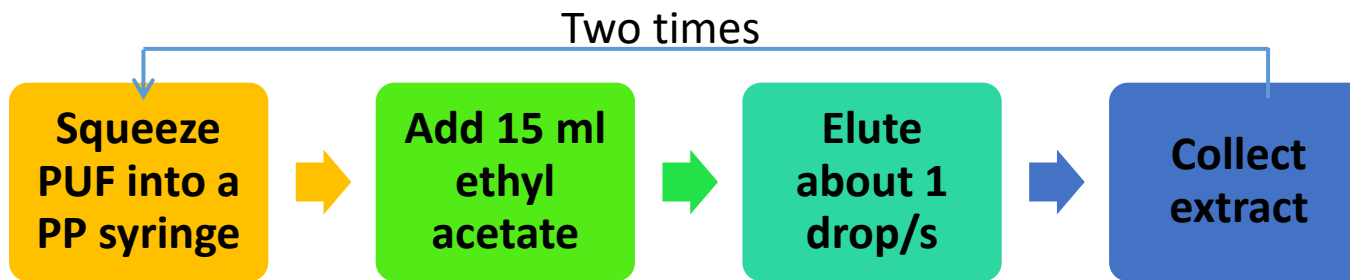 Two times
Squeeze
PUF into a
PP syringe
Add 15 ml
ethyl
acetate
Elute
about 1
drop/s
Collect
extract